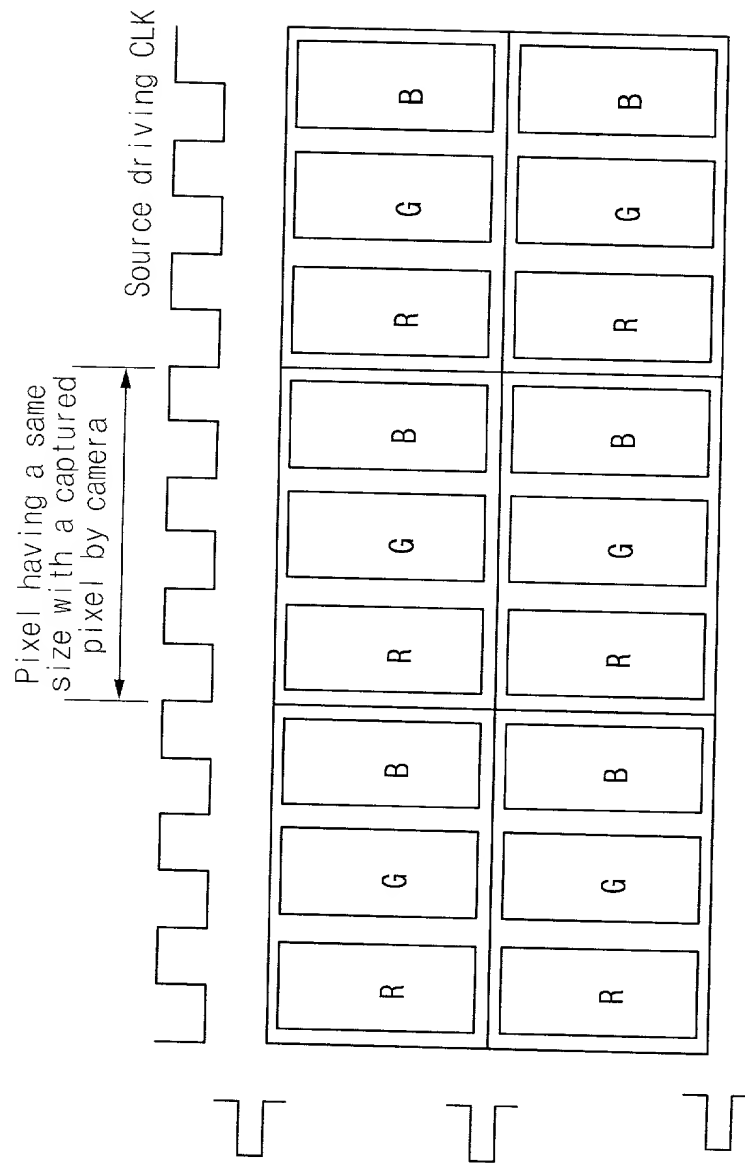 Pixel having a same
size with a captured
pixel by camera
Source driving CLK
R G B R G B R G B
R G B R G B R G B